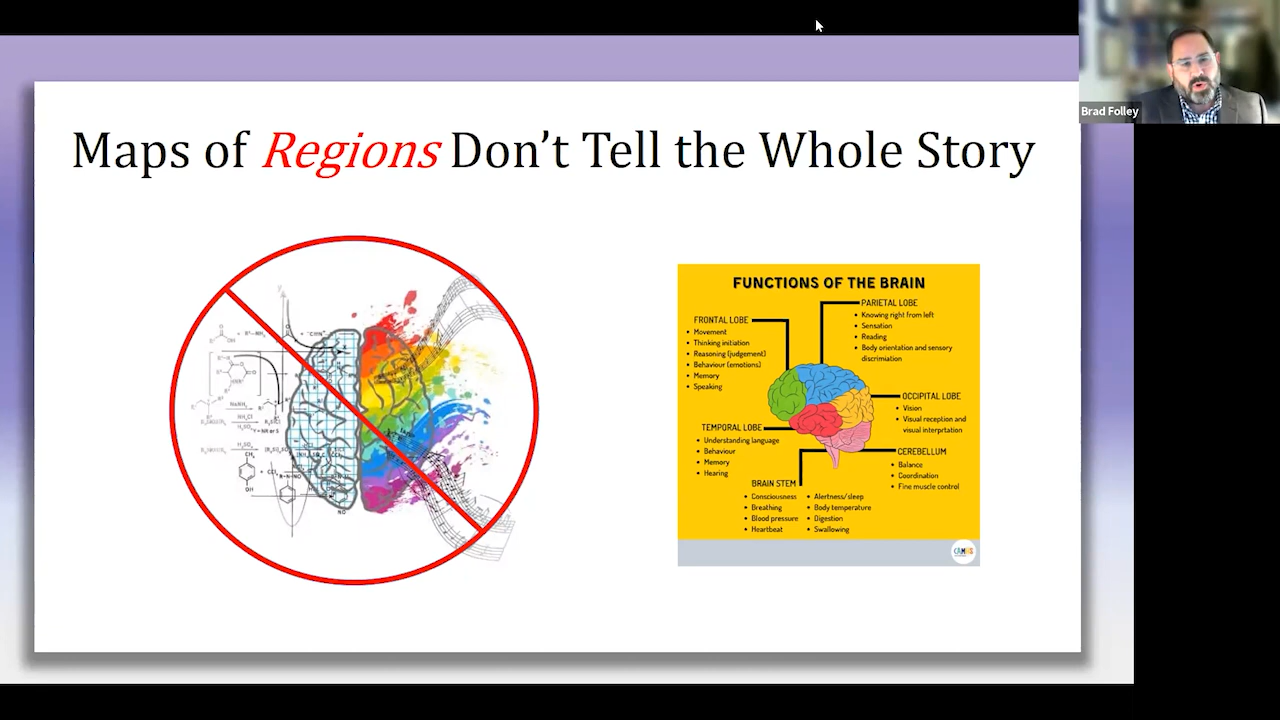 Brad Folley
Maps of Regions Don't Tell the Whole Story
FUNCTIONS OF THE BRAIN
FRONTAL LOBE
• Movement
• Thinking initiation
• Reasoning (judgement)
• Behaviour (emotions)
• Memory
• Speaking
PARIETAL LOBE
• Knowing right from left
• Sensation
• Reading
• Body orientation and sensory
discrimiation
OCCIPITAL LOBE
• Vision
• Visual reception and
visual interprtation
TEMPORAL LOBE
• Understanding language
• Behaviour
• Memory
• Hearing
CEREBELLUM
• Balance
• Coordination
• Fine muscle control
BRAIN STEM
• Consciousness
• Breathing
• Blood pressure
• Heartbeat
• Alertness/sleep
• Body temperature
• Digestion
• Swallowing